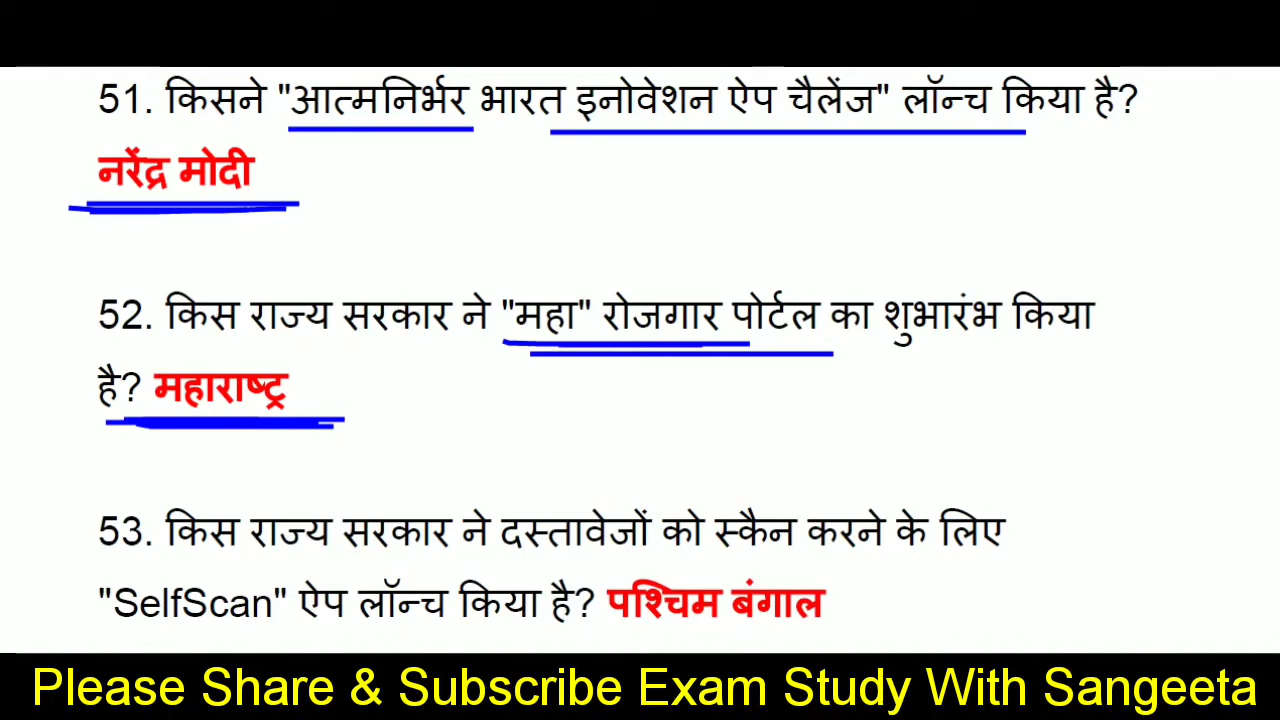 51. किसने "आत्मनिर्भर भारत इनोवेशन ऐप चैलेंज" लॉन्च किया है?
नरेंद्र मोदी
52. किस राज्य सरकार ने "महा" रोजगार पोर्टल का शुभारंभ किया
है? महाराष्ट्र
53. किस राज्य सरकार ने दस्तावेजों को स्कैन करने के लिए
"SelfScan" ऐप लॉन्च किया है? पश्चिम बंगाल
Please Share & Subscribe Exam Study With Sangeeta